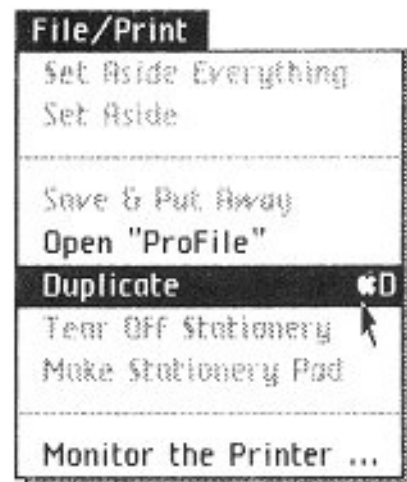 File/Print
Set Aside Everything
Set Aside
Save & Put Away
Open "ProFile"
Duplicate D
Tear Off Stationery
Make Stationery Pad
Monitor the Printer ...